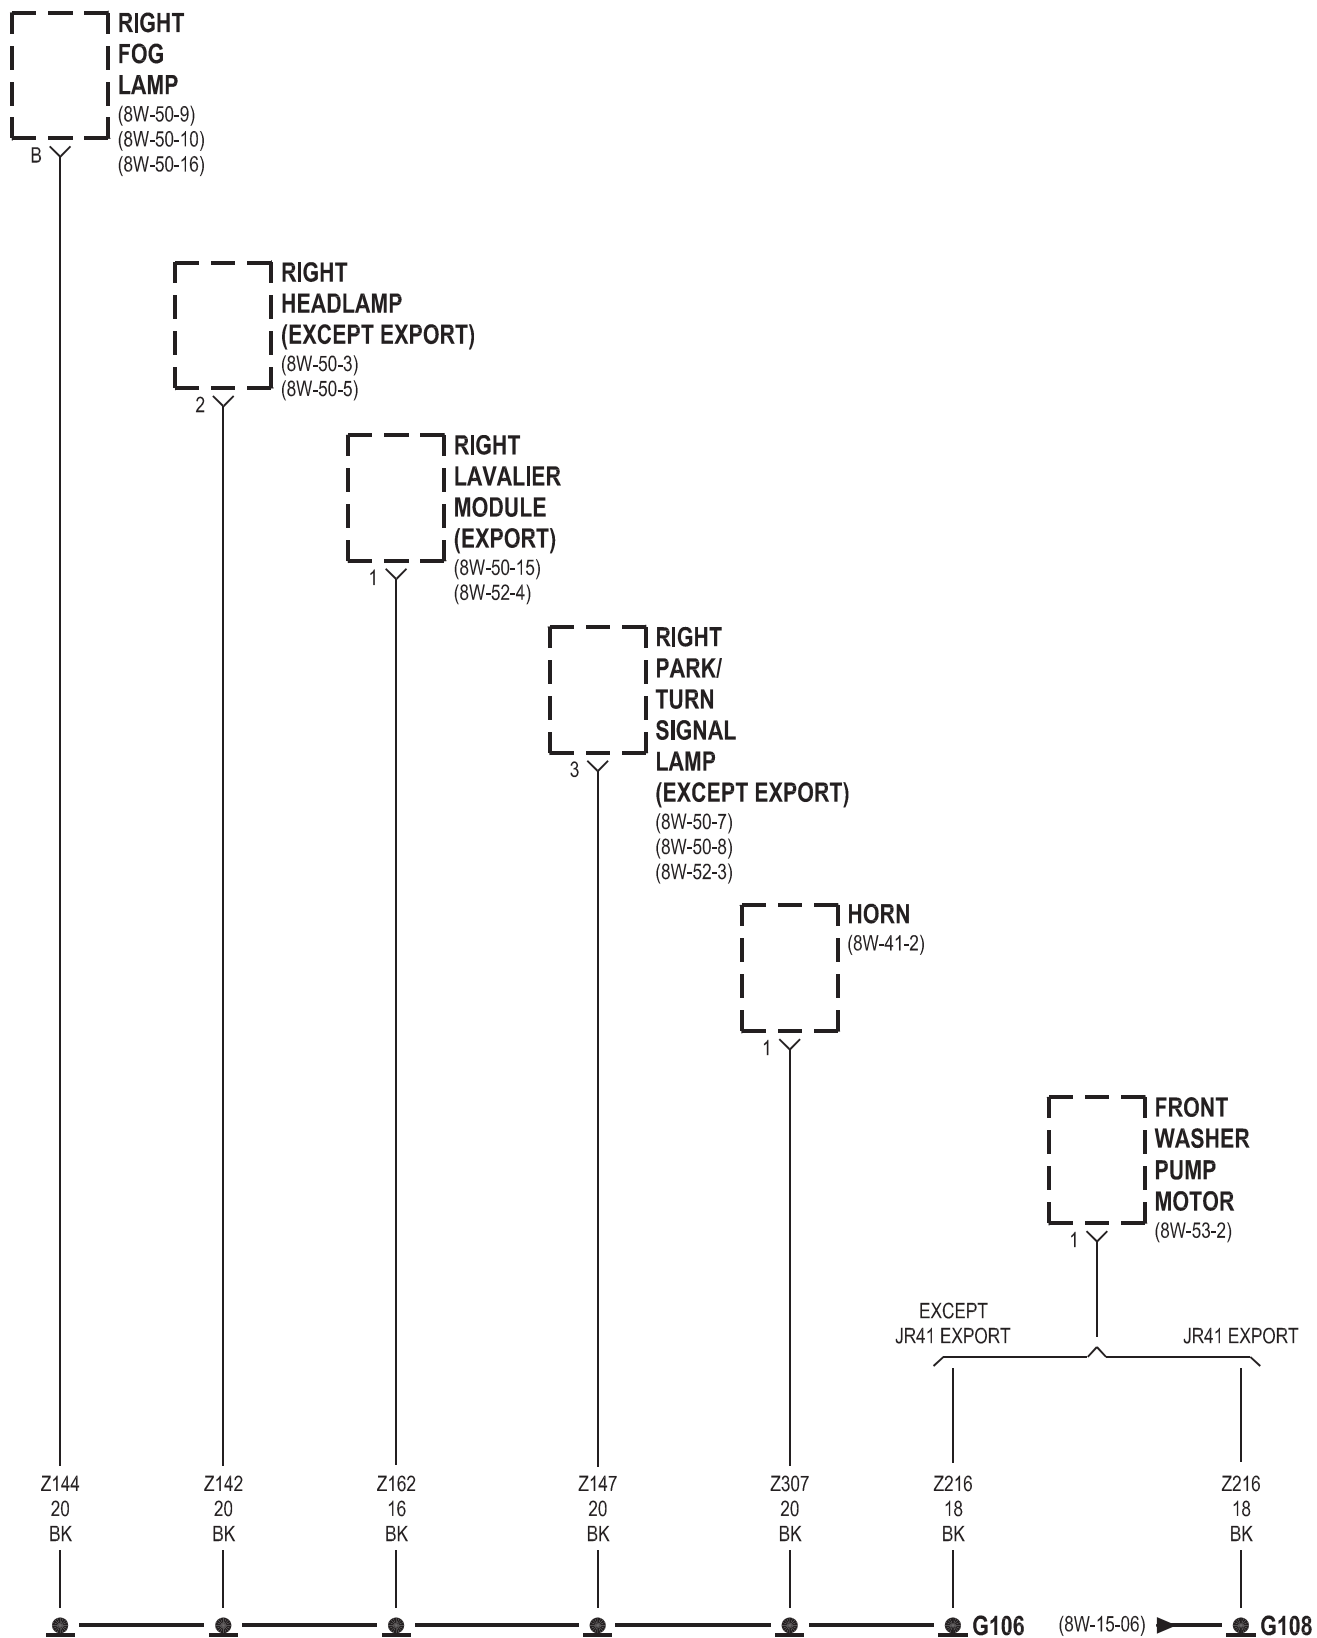 RIGHT
FOG
LAMP
(8W-50-9)
(8W-50-10)
(8W-50-16)
B
RIGHT
HEADLAMP
(EXCEPT EXPORT)
(8W-50-3)
(8W-50-5)
2
RIGHT
LAVALIER
MODULE
(EXPORT)
(8W-50-15)
(8W-52-4)
1
RIGHT
PARK/
TURN
SIGNAL
LAMP
(EXCEPT EXPORT)
(8W-50-7)
(8W-50-8)
(8W-52-3)
3
HORN
(8W-41-2)
1
FRONT
WASHER
PUMP
MOTOR
(8W-53-2)
1
EXCEPT
JR41 EXPORT
JR41 EXPORT
Z144 Z142 Z162 Z147 Z307 Z216 Z216
20 20 16 20 20 18 18
BK BK BK BK BK BK BK
G106 (8W-15-06) G108